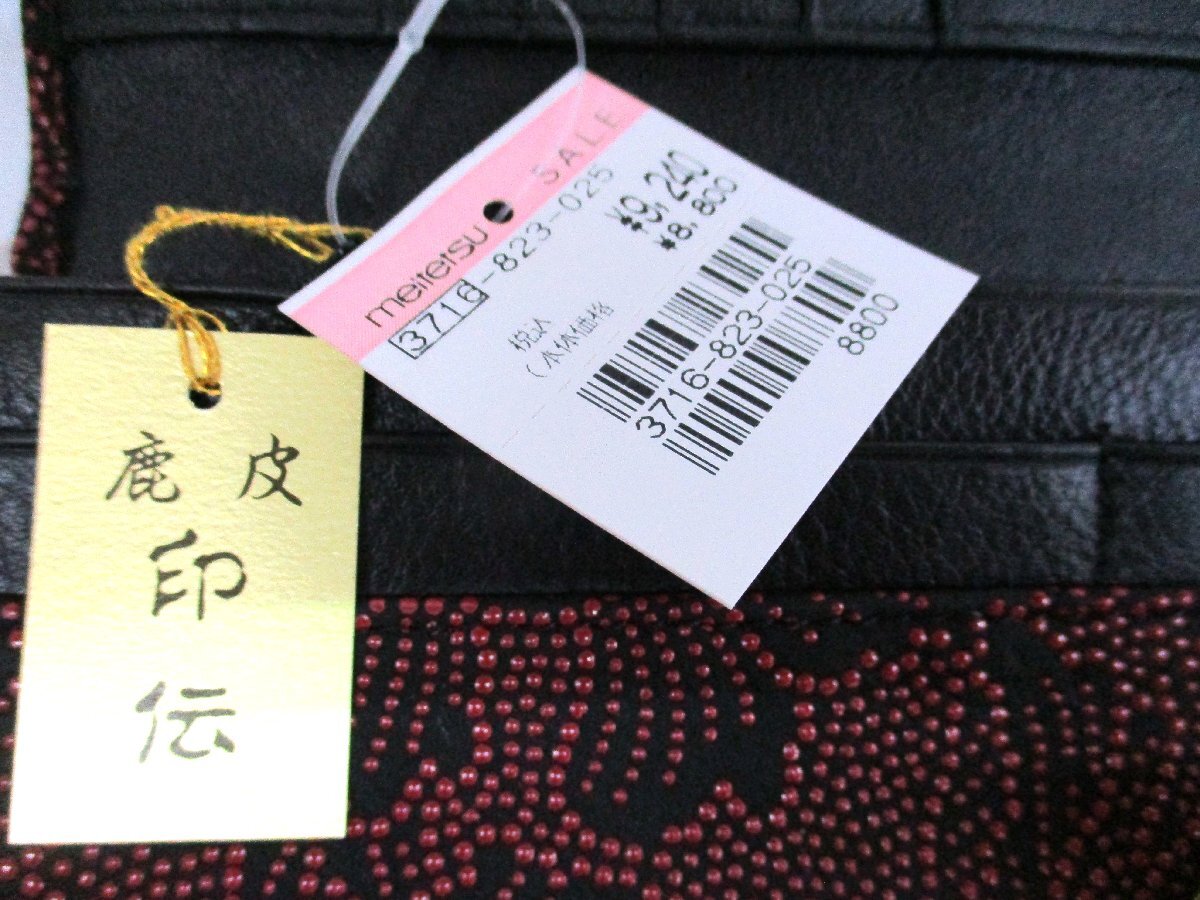 meitetsu SALE
3716-823-025
¥9,240
¥8,800
税込
(本体価格
3716-823-025
8800
鹿 皮
印
伝